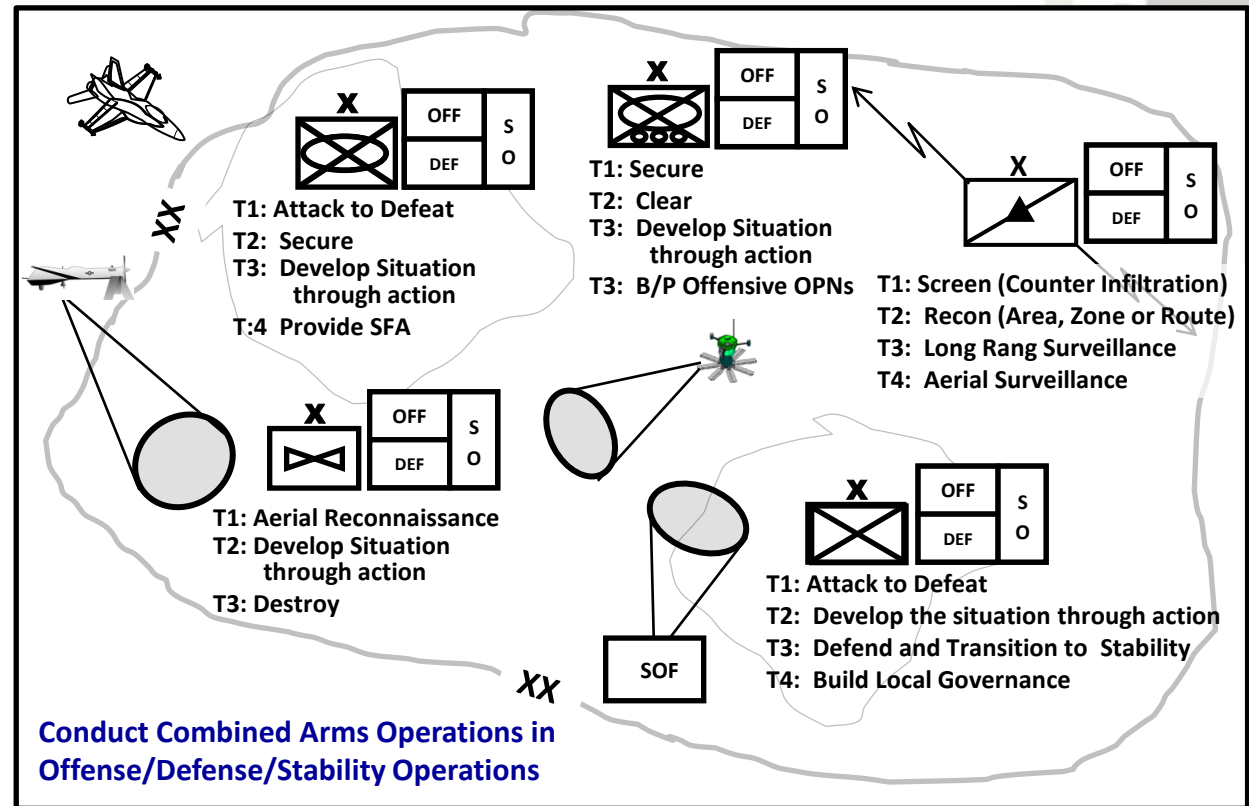 X
OFF
DEF
S
O
T1: Attack to Defeat
T2: Secure
T3: Develop Situation
through action
T:4 Provide SFA
X
OFF
DEF
S
O
T1: Secure
T2: Clear
T3: Develop Situation
through action
T3: B/P Offensive OPNs
X
OFF
DEF
S
O
T1: Screen (Counter Infiltration)
T2: Recon (Area, Zone or Route)
T3: Long Rang Surveillance
T4: Aerial Surveillance
XX
X
OFF
DEF
S
O
T1: Aerial Reconnaissance
T2: Develop Situation
through action
T3: Destroy
X
OFF
DEF
S
O
T1: Attack to Defeat
T2: Develop the situation through action
T3: Defend and Transition to Stability
T4: Build Local Governance
SOF
XX
Conduct Combined Arms Operations in
Offense/Defense/Stability Operations